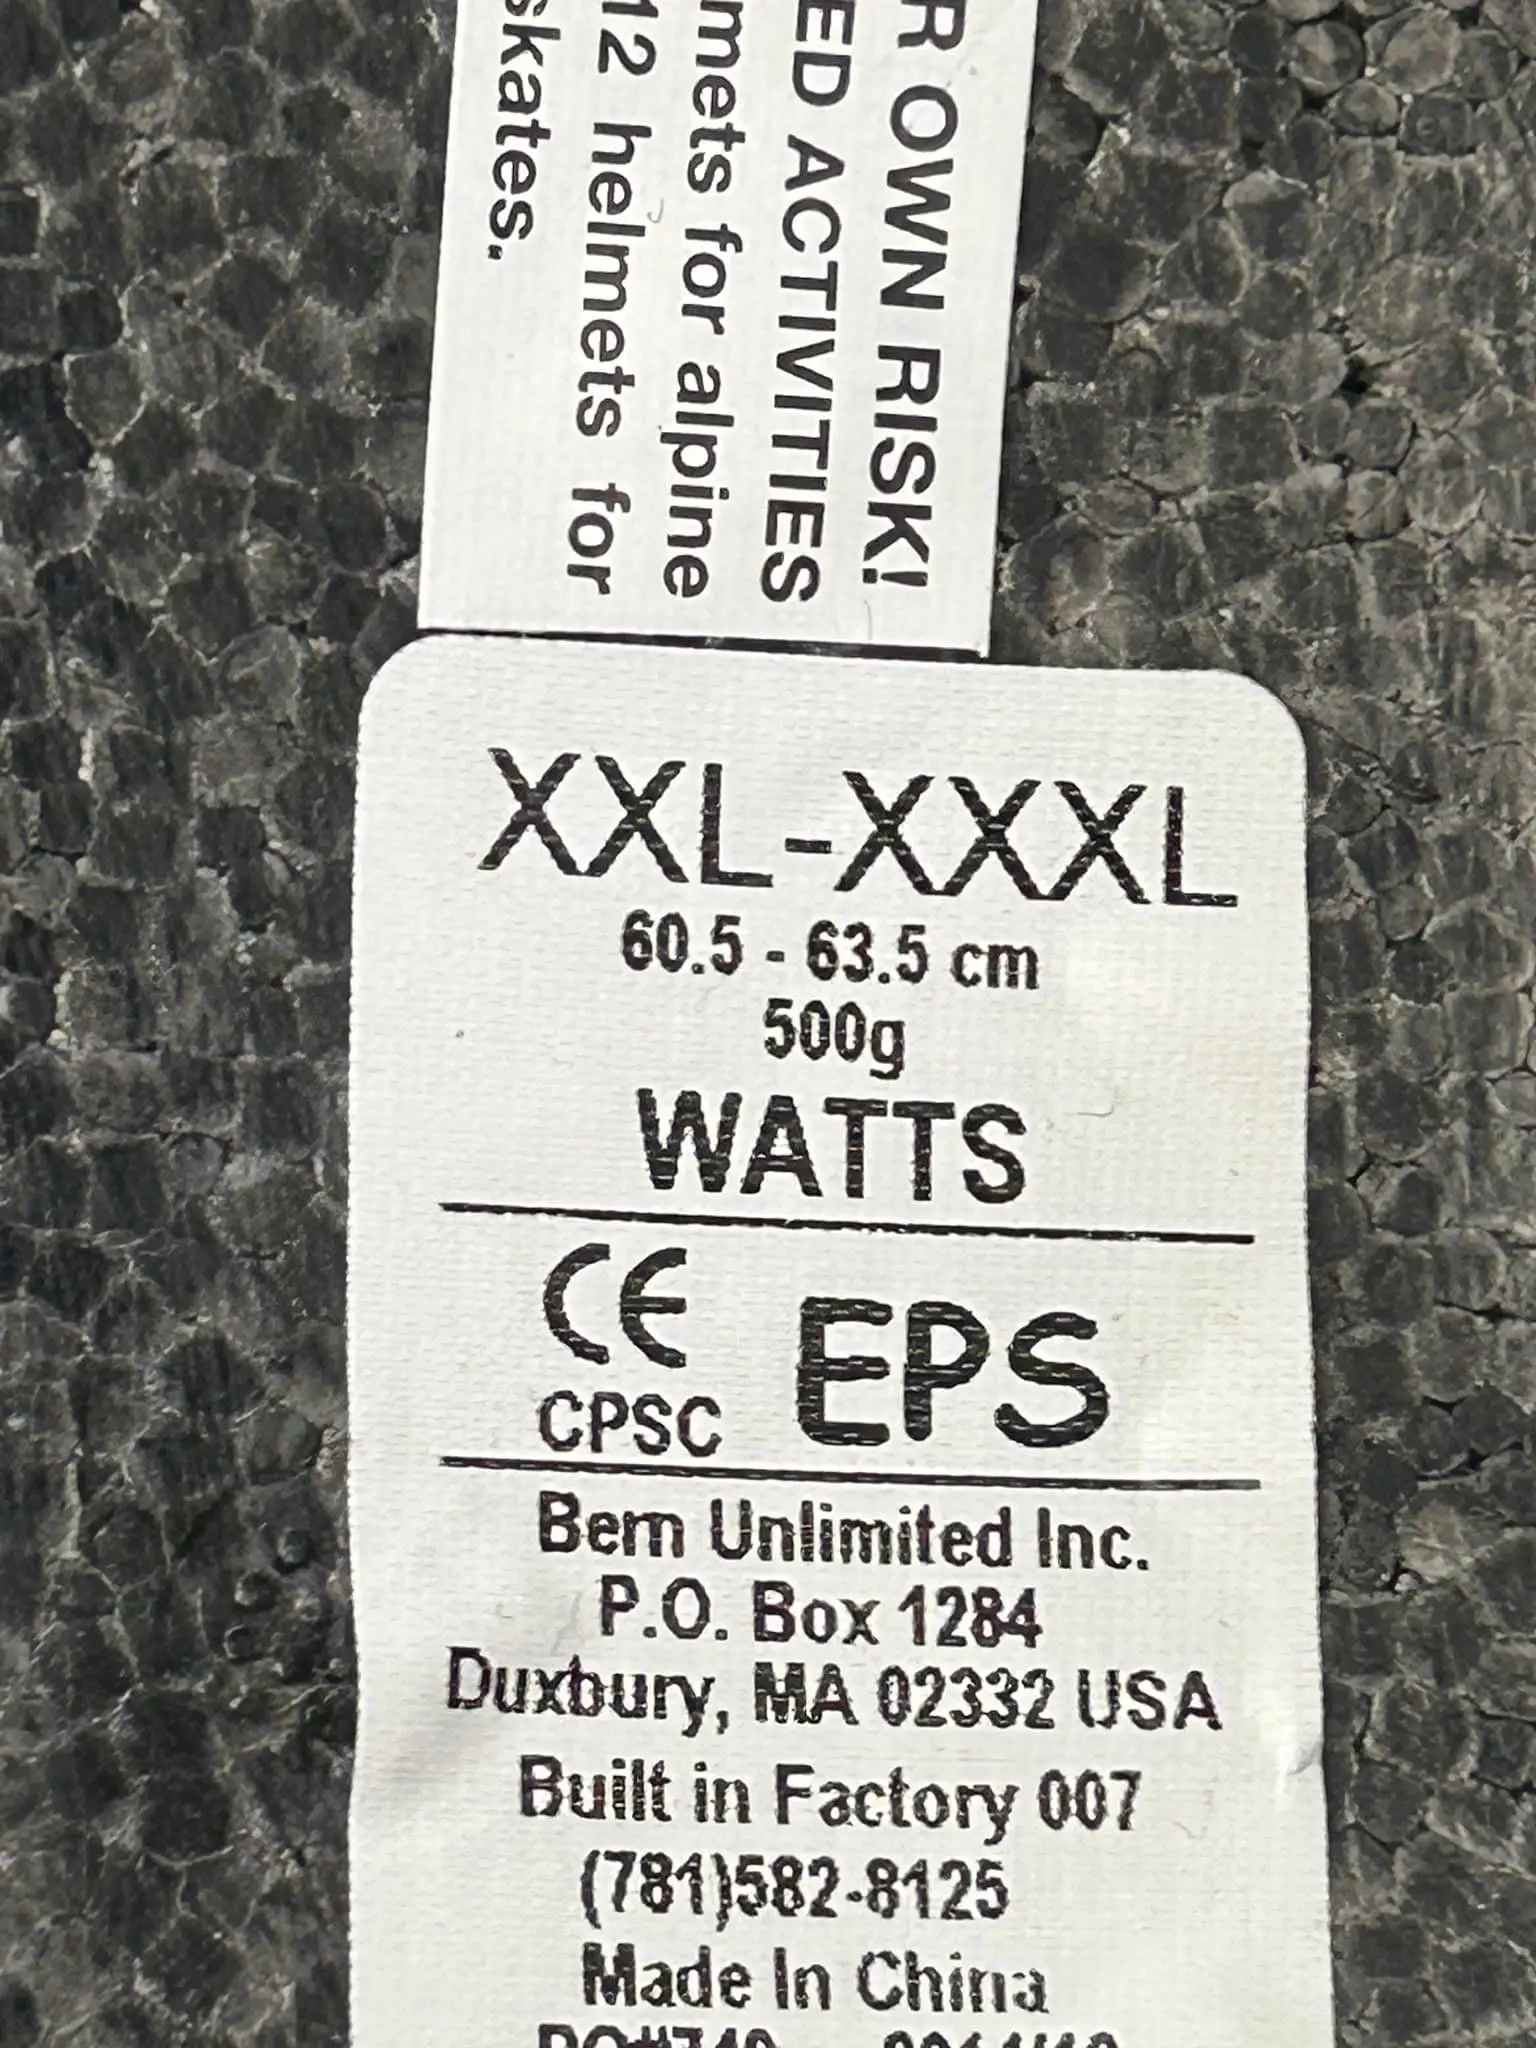 R OWN RISK!
ED ACTIVITIES
mets for alpine
12 helmets for
skates.
XXL-XXXL
60.5 - 63.5 cm
500g
WATTS
CE
CPSC
EPS
Bern Unlimited Inc.
P.O. Box 1284
Duxbury, MA 02332 USA
Built in Factory 007
(781)582-8125
Made In China